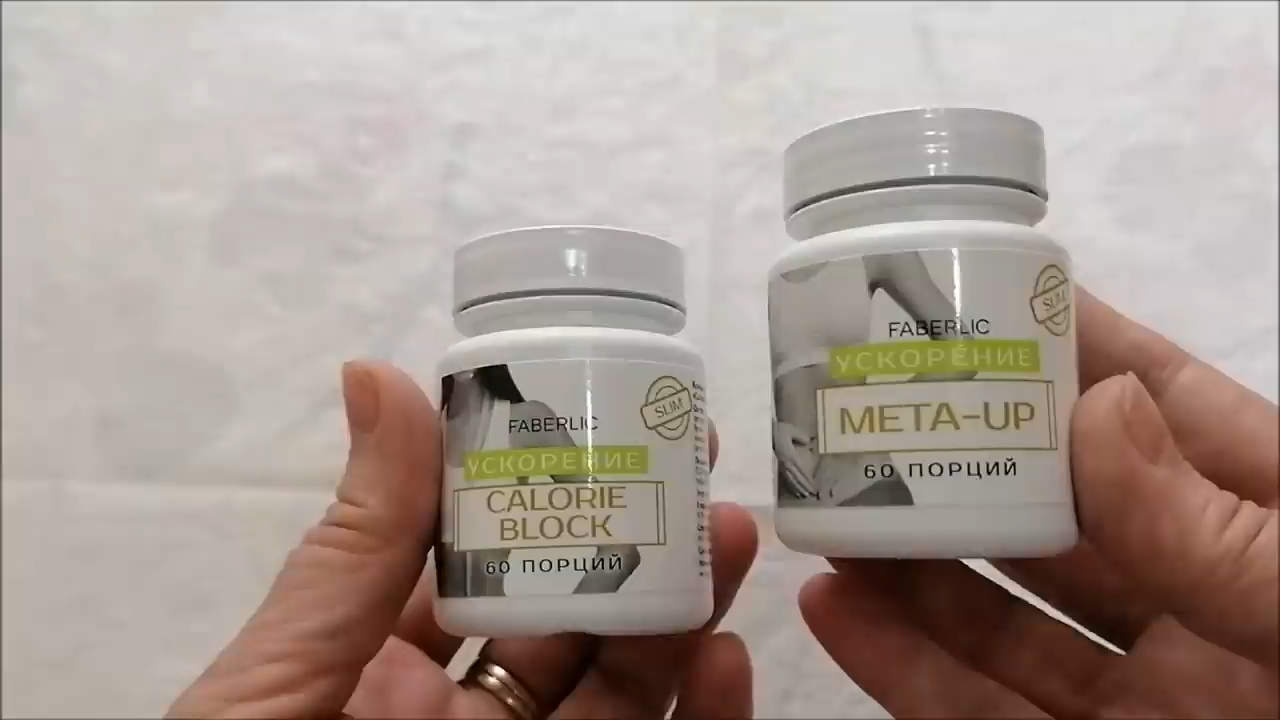 FABERLIC
УСКОРЕНИЕ
CALORIE
BLOCK
60 ПОРЦИЙ
SLIM
FABERLIC
УСКОРЕНИЕ
META-UP
60 ПОРЦИЙ
SLIM